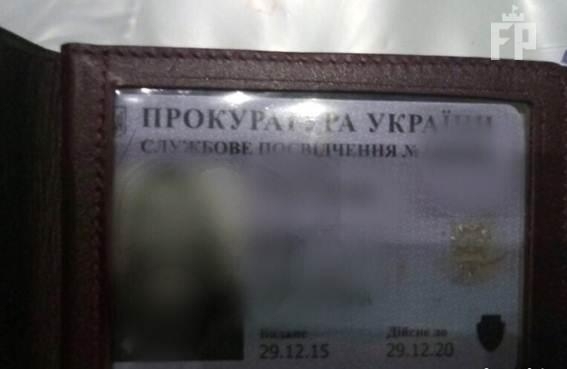 FP
ПРОКУРАТУРА УКРАЇНИ
СЛУЖБОВЕ ПОСВІДЧЕННЯ №
Видане Дійсне до
29.12.15 29.12.20